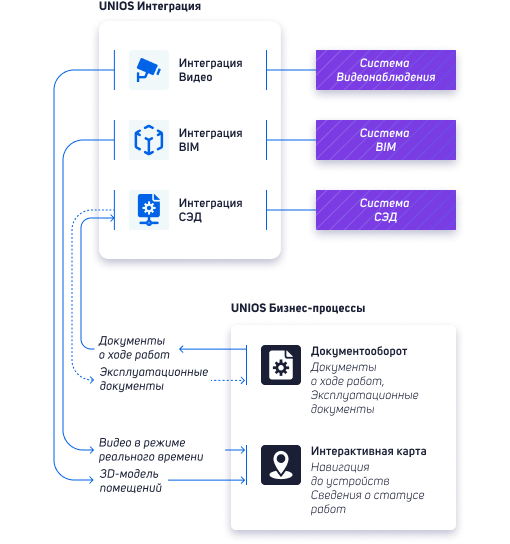 UNIOS Интеграция
Интеграция
Видео
Система
Видеонаблюдения
Интеграция
BIM
Система
BIM
Интеграция
СЭД
Система
СЭД
UNIOS Бизнес-процессы
Документы
о ходе работ
Эксплуатационные
документы
Документооборот
Документы
о ходе работ,
Эксплуатационные
документы
Видео в режиме
реального времени
3D-модель
помещений
Интерактивная карта
Навигация
до устройств
Сведения о статусе
работ